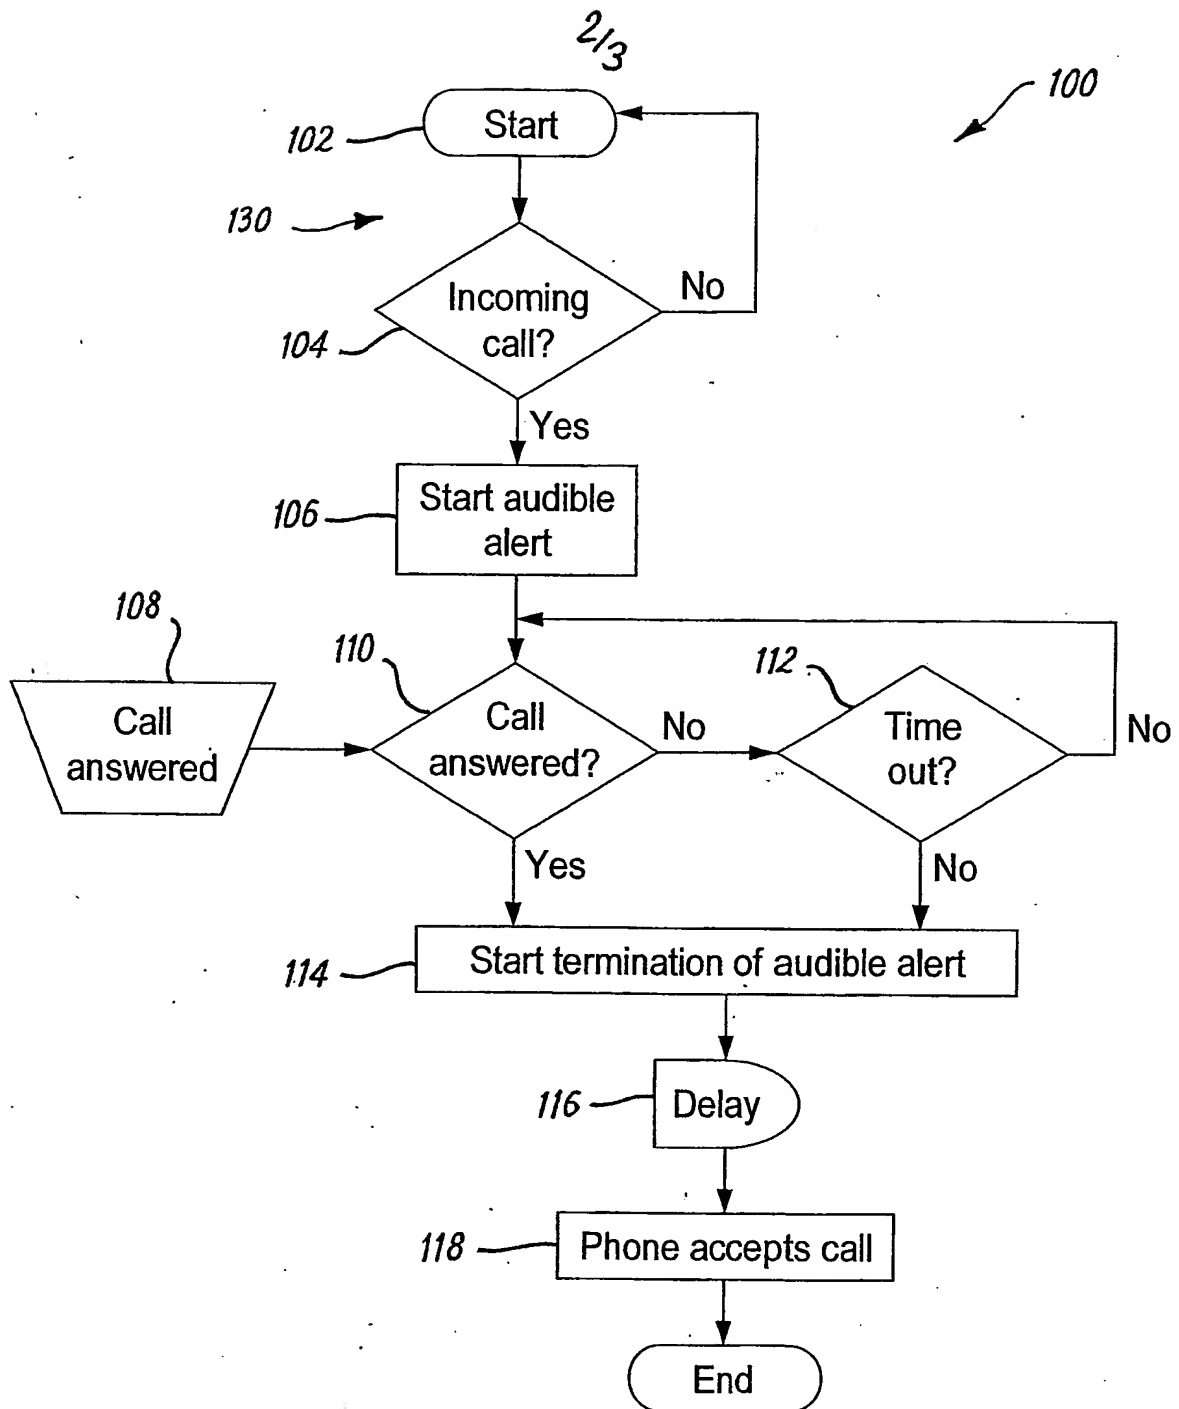 2/3
100
102
Start
130
No
104
Incoming
call?
Yes
106
Start audible
alert
108
110
112
Call
answered
Call
answered?
No
Time
out?
No
Yes
No
114
Start termination of audible alert
116
Delay
118
Phone accepts call
End